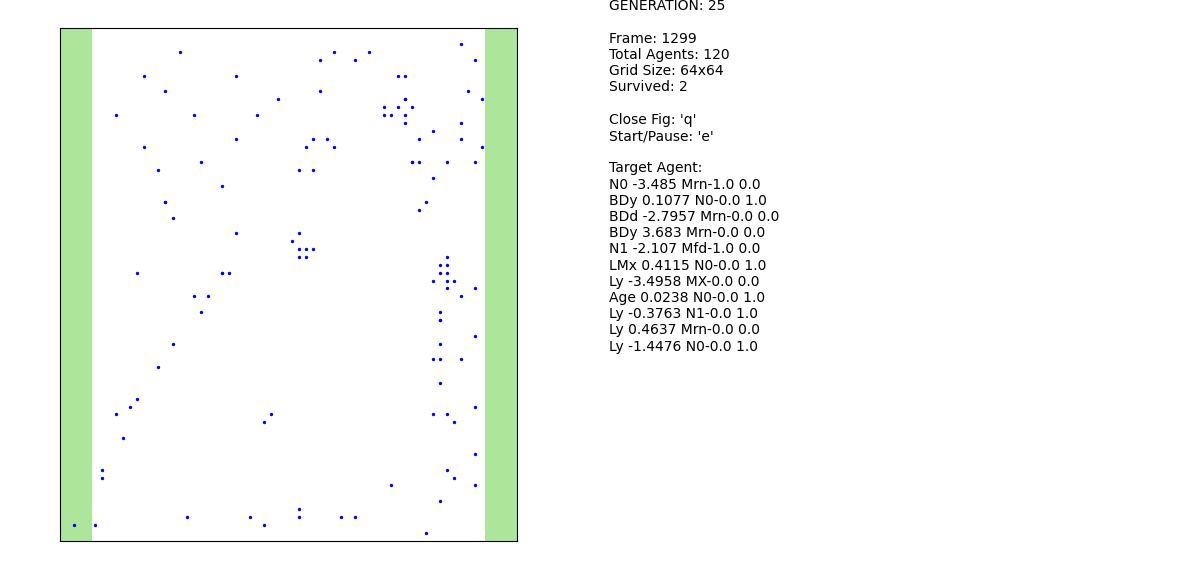 GENERATION: 25
Frame: 1299
Total Agents: 120
Grid Size: 64x64
Survived: 2
Close Fig: 'q'
Start/Pause: 'e'
Target Agent:
N0 -3.485 Mrn-1.0 0.0
BDy 0.1077 N0-0.0 1.0
BDd -2.7957 Mrn-0.0 0.0
BDy 3.683 Mrn-0.0 0.0
N1 -2.107 Mfd-1.0 0.0
LMx 0.4115 N0-0.0 1.0
Ly -3.4958 MX-0.0 0.0
Age 0.0238 N0-0.0 1.0
Ly -0.3763 N1-0.0 1.0
Ly 0.4637 Mrn-0.0 0.0
Ly -1.4476 N0-0.0 1.0